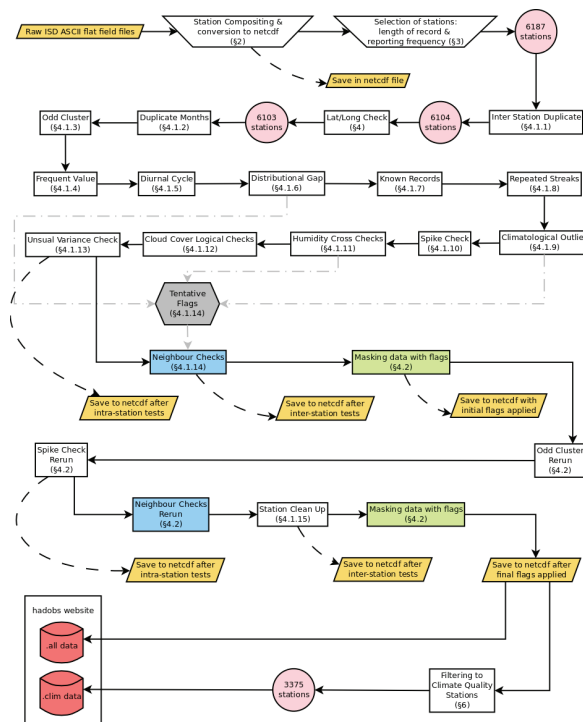 Raw ISD ASCII flat field files
Station Compositing &
conversion to netcdf
(§2)
Selection of stations:
length of record &
reporting frequency (§3)
6187
stations
Save in netcdf file
Odd Cluster
(§4.1.3)
Duplicate Months
(§4.1.2)
6103
stations
Lat/Long Check
(§4)
6104
stations
Inter Station Duplicate
(§4.1.1)
Frequent Value
(§4.1.4)
Diurnal Cycle
(§4.1.5)
Distributional Gap
(§4.1.6)
Known Records
(§4.1.7)
Repeated Streaks
(§4.1.8)
Unsual Variance Check
(§4.1.13)
Cloud Cover Logical Checks
(§4.1.12)
Humidity Cross Checks
(§4.1.11)
Spike Check
(§4.1.10)
Climatological Outlier
(§4.1.9)
Tentative
Flags
(§4.1.14)
Neighbour Checks
(§4.1.14)
Masking data with flags
(§4.2)
Save to netcdf after
intra-station tests
Save to netcdf after
inter-station tests
Save to netcdf with
initial flags applied
Spike Check
Rerun
(§4.2)
Odd Cluster
Rerun
(§4.2)
Neighbour Checks
Rerun
(§4.2)
Station Clean Up
(§4.1.15)
Masking data with flags
(§4.2)
Save to netcdf after
intra-station tests
Save to netcdf after
inter-station tests
Save to netcdf after
final flags applied
hadobs website
.all data
.clim data
3375
stations
Filtering to
Climate Quality
Stations
(§6)